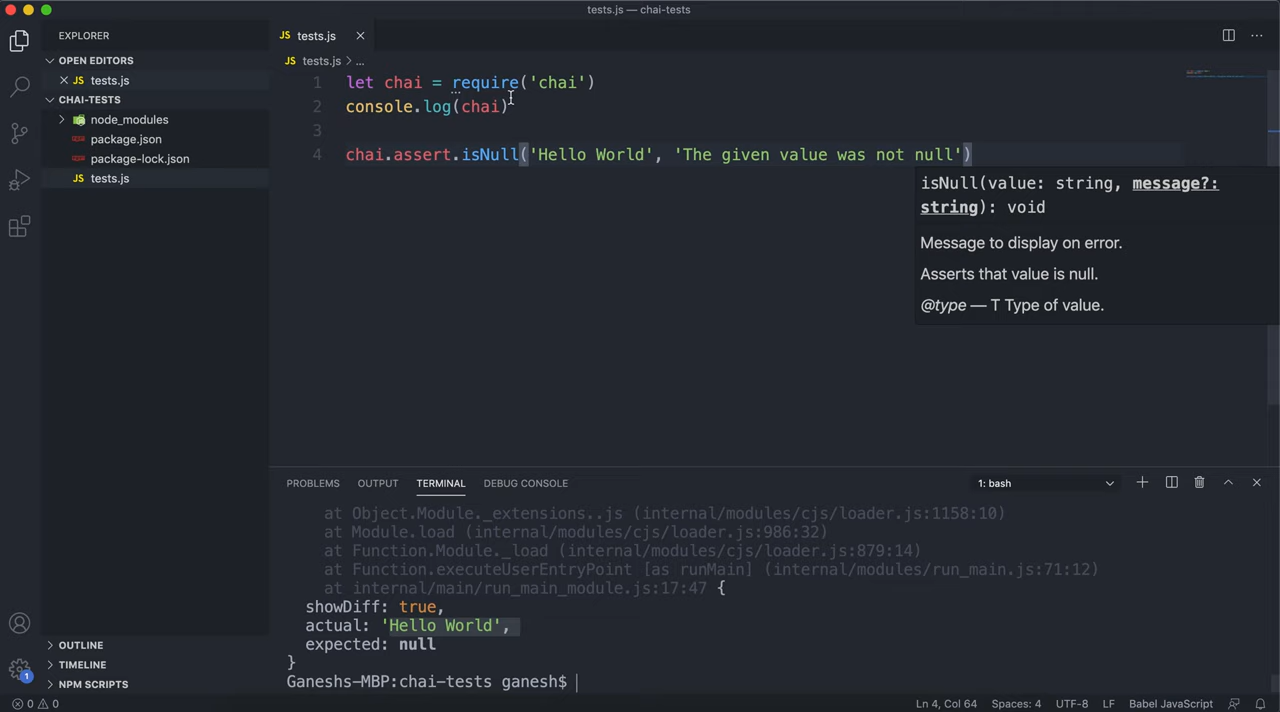 tests.js — chai-tests
EXPLORER
OPEN EDITORS
tests.js
CHAI-TESTS
node_modules
package.json
package-lock.json
JS tests.js
OUTLINE
TIMELINE
NPM SCRIPTS
JS tests.js
tests.js > ...
1 let chai = require('chai')
2 console.log(chai)
3
4 chai.assert.isNull('Hello World', 'The given value was not null')
isNull(value: string, message?:
string): void
Message to display on error.
Asserts that value is null.
@type — T Type of value.
PROBLEMS OUTPUT TERMINAL DEBUG CONSOLE 1: bash
at Object.Module._extensions..js (internal/modules/cjs/loader.js:1158:10)
at Module.load (internal/modules/cjs/loader.js:986:32)
at Function.Module._load (internal/modules/cjs/loader.js:879:14)
at Function.executeUserEntryPoint [as runMain] (internal/modules/run_main.js:71:12)
at internal/main/run_main_module.js:17:47 {
showDiff: true,
actual: 'Hello World',
expected: null
}
Ganeshs-MBP:chai-tests ganesh$
1
0 0 Ln 4, Col 64 Spaces: 4 UTF-8 LF Babel JavaScript